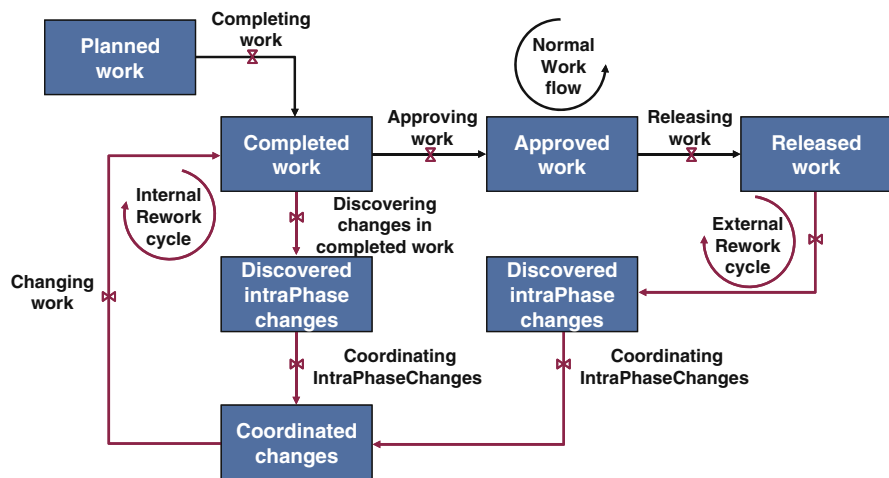 Completing
work
Planned
work
Normal
Work
flow
Completed
work
Approving
work
Approved
work
Releasing
work
Released
work
Internal
Rework
cycle
Discovering
changes in
completed work
External
Rework
cycle
Changing
work
Discovered
intraPhase
changes
Discovered
intraPhase
changes
Coordinating
IntraPhaseChanges
Coordinating
IntraPhaseChanges
Coordinated
changes